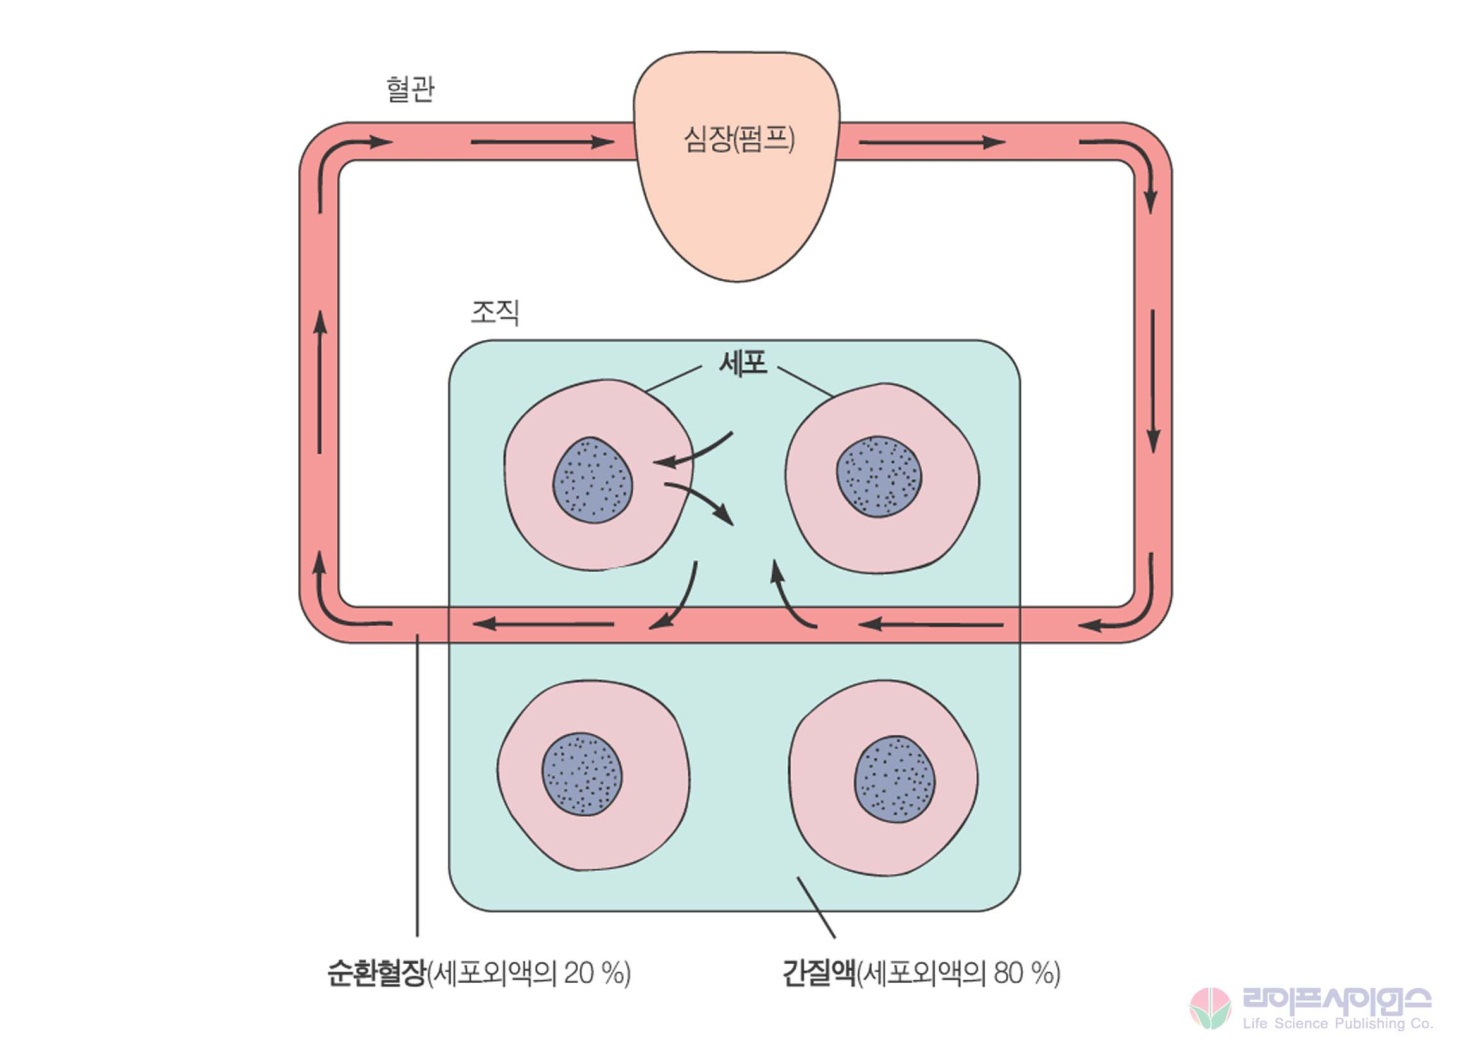 혈관
심장(펌프)
조직
세포
순환혈장(세포외액의 20 %)
간질액(세포외액의 80 %)
라이프사이언스
Life Science Publishing Co.